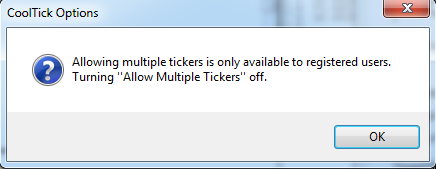 CoolTick Options
Allowing multiple tickers is only available to registered users.
Turning "Allow Multiple Tickers" off.
OK